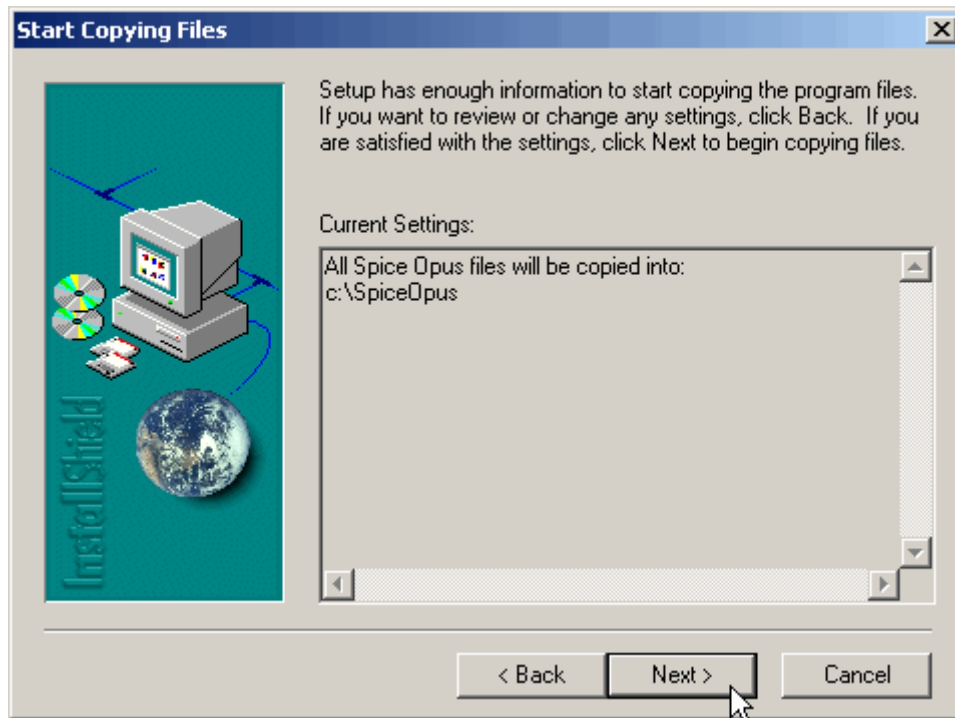 Start Copying Files
Setup has enough information to start copying the program files.
If you want to review or change any settings, click Back.  If you
are satisfied with the settings, click Next to begin copying files.
Current Settings:
All Spice Opus files will be copied into:
c:\SpiceOpus
InstallShield
< Back
Next >
Cancel